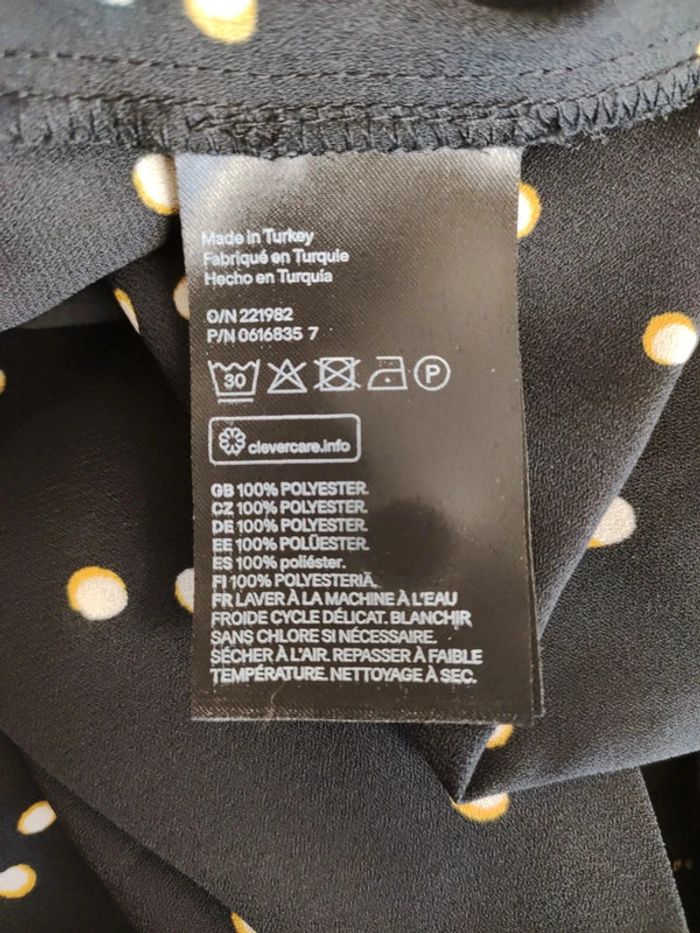 Made in Turkey
Fabriqué en Turquie
Hecho en Turquía
O/N 221982
P/N 0616835 7
30 P
clevercare.info
GB 100% POLYESTER.
CZ 100% POLYESTER.
DE 100% POLYESTER.
EE 100% POLÜESTER.
ES 100% poliéster.
FI 100% POLYESTERIÄ.
FR LAVER À LA MACHINE À L'EAU
FROIDE CYCLE DÉLICAT. BLANCHIR
SANS CHLORE SI NÉCESSAIRE.
SÉCHER À L'AIR. REPASSER À FAIBLE
TEMPÉRATURE. NETTOYAGE À SEC.